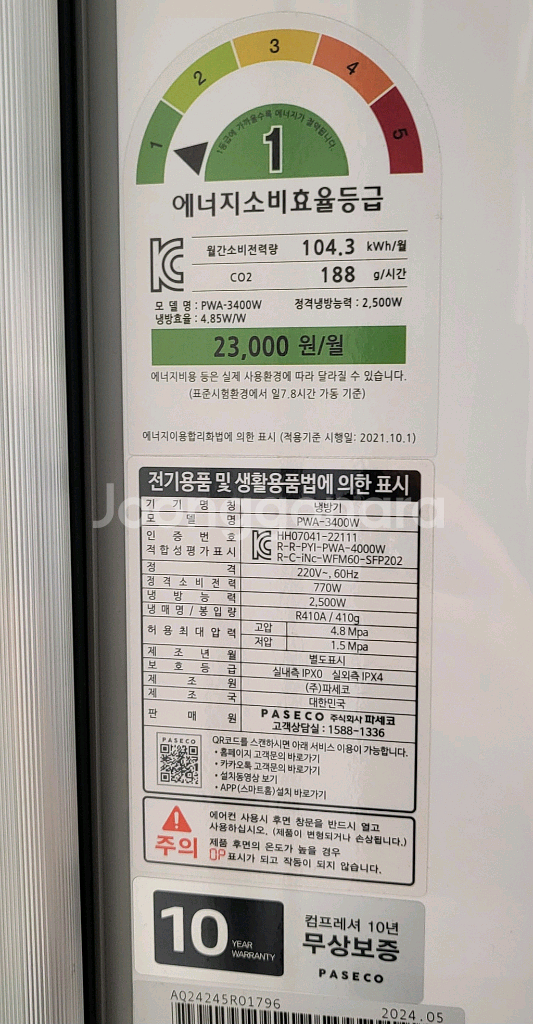 1 2 3 4 5
1등급에 가까울수록 에너지가 절약됩니다.
1
에너지소비효율등급
월간소비전력량 104.3 kWh/월
CO2 188 g/시간
모 델 명 : PWA-3400W 정격냉방능력 : 2,500W
냉방효율 : 4.85W/W
23,000 원/월
에너지비용 등은 실제 사용환경에 따라 달라질 수 있습니다.
(표준시험환경에서 일7.8시간 가동 기준)
에너지이용합리화법에 의한 표시 (적용기준 시행일: 2021.10.1)
전기용품 및 생활용품법에 의한 표시
기 기 명 칭 냉방기
모 델 명 PWA-3400W
인 증 번 호 HH07041-22111
적합성평가표시 R-R-PYI-PWA-4000W
R-C-iNc-WFM60-SFP202
정 격 220V~, 60Hz
정격소비전력 770W
냉 방 능 력 2,500W
냉매명/봉입량 R410A / 410g
허용최대압력 고압 4.8 Mpa
저압 1.5 Mpa
제 조 년 월 별도표시
보 호 등 급 실내측 IPX0 실외측 IPX4
제 조 원 (주)파세코
제 조 국 대한민국
판 매 원 PASECO 주식회사 파세코
고객상담실 : 1588-1336
PASECO
QR코드를 스캔하시면 아래 서비스 이용이 가능합니다.
• 홈페이지 고객문의 바로가기
• 카카오톡 고객문의 바로가기
• 설치동영상 보기
• APP(스마트홈)설치 바로가기
주의
에어컨 사용시 후면 창문을 반드시 열고
사용하십시오. (제품이 변형되거나 손상됩니다.)
제품 후면의 온도가 높을 경우
OP 표시가 되고 작동이 되지 않습니다.
10 YEAR
WARRANTY
컴프레셔 10년
무상보증
PASECO
AQ24245R01796 2024.05
Joonggonara